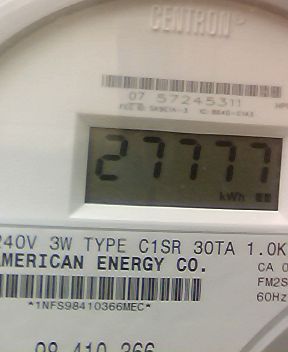 CENTRON
07 57245311
27777
kWh
240V 3W TYPE C1SR 30TA 1.0K
AMERICAN ENERGY CO.
CA 0
FM2S
60Hz
*1NFS98410366MEC*
98 410 366